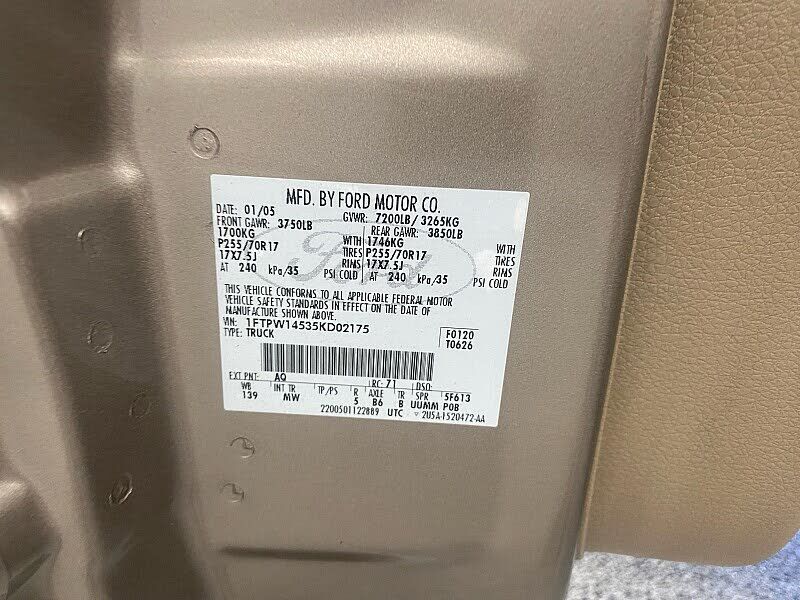 MFD. BY FORD MOTOR CO.
DATE: 01/05 GVWR: 7200LB/ 3265KG
FRONT GAWR: 3750LB REAR GAWR: 3850LB
1700KG WITH 1746KG WITH
P255/70R17 TIRES P255/70R17 TIRES
17X7.5J RIMS 17X7.5J RIMS
AT 240 kPa/35 PSI COLD AT 240 kPa/35 PSI COLD
Ford
THIS VEHICLE CONFORMS TO ALL APPLICABLE FEDERAL MOTOR
VEHICLE SAFETY STANDARDS IN EFFECT ON THE DATE OF
MANUFACTURE SHOWN ABOVE.
VIN: 1FTPW14535KD02175 F0120
TYPE: TRUCK T0626
EXT PNT: AQ RC: 71 DSO:
WB INT TR TP/PS R AXLE TR SPR 5F613
139 MW 5 B6 B UUMM POB
2200501122889 UTC ▽ 2U5A-1520472-AA